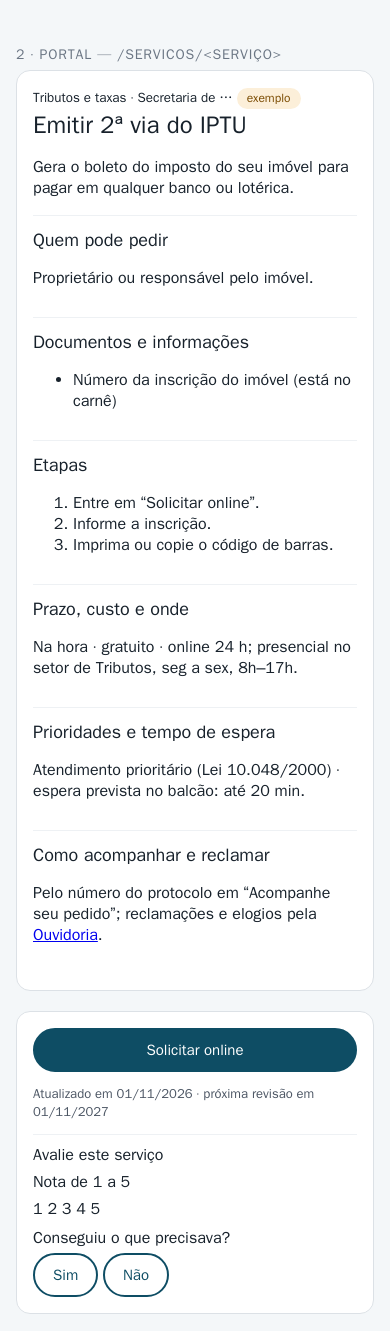 2 · PORTAL — /SERVICOS/<SERVIÇO>
Tributos e taxas · Secretaria de ··· exemplo
Emitir 2ª via do IPTU
Gera o boleto do imposto do seu imóvel para
pagar em qualquer banco ou lotérica.
Quem pode pedir
Proprietário ou responsável pelo imóvel.
Documentos e informações
• Número da inscrição do imóvel (está no
carnê)
Etapas
1. Entre em “Solicitar online”.
2. Informe a inscrição.
3. Imprima ou copie o código de barras.
Prazo, custo e onde
Na hora · gratuito · online 24 h; presencial no
setor de Tributos, seg a sex, 8h–17h.
Prioridades e tempo de espera
Atendimento prioritário (Lei 10.048/2000) ·
espera prevista no balcão: até 20 min.
Como acompanhar e reclamar
Pelo número do protocolo em “Acompanhe
seu pedido”; reclamações e elogios pela
Ouvidoria.
Solicitar online
Atualizado em 01/11/2026 · próxima revisão em
01/11/2027
Avalie este serviço
Nota de 1 a 5
1 2 3 4 5
Conseguiu o que precisava?
Sim Não